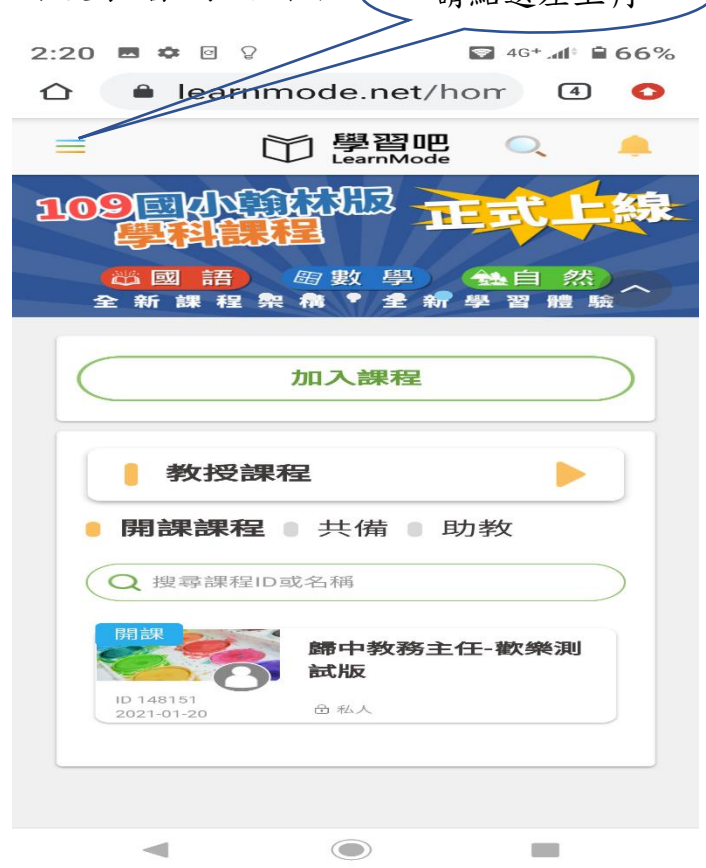 請點選左上角
2:20 4G+ 66%
learnmode.net/hom 4
學習吧
LearnMode
109國小翰林版
學科課程
正式上線
國語 數學 自然
全新課程架構,全新學習體驗
加入課程
教授課程
開課課程 共備 助教
搜尋課程ID或名稱
開課
歸中教務主任-歡樂測
試版
ID 148151
2021-01-20
私人